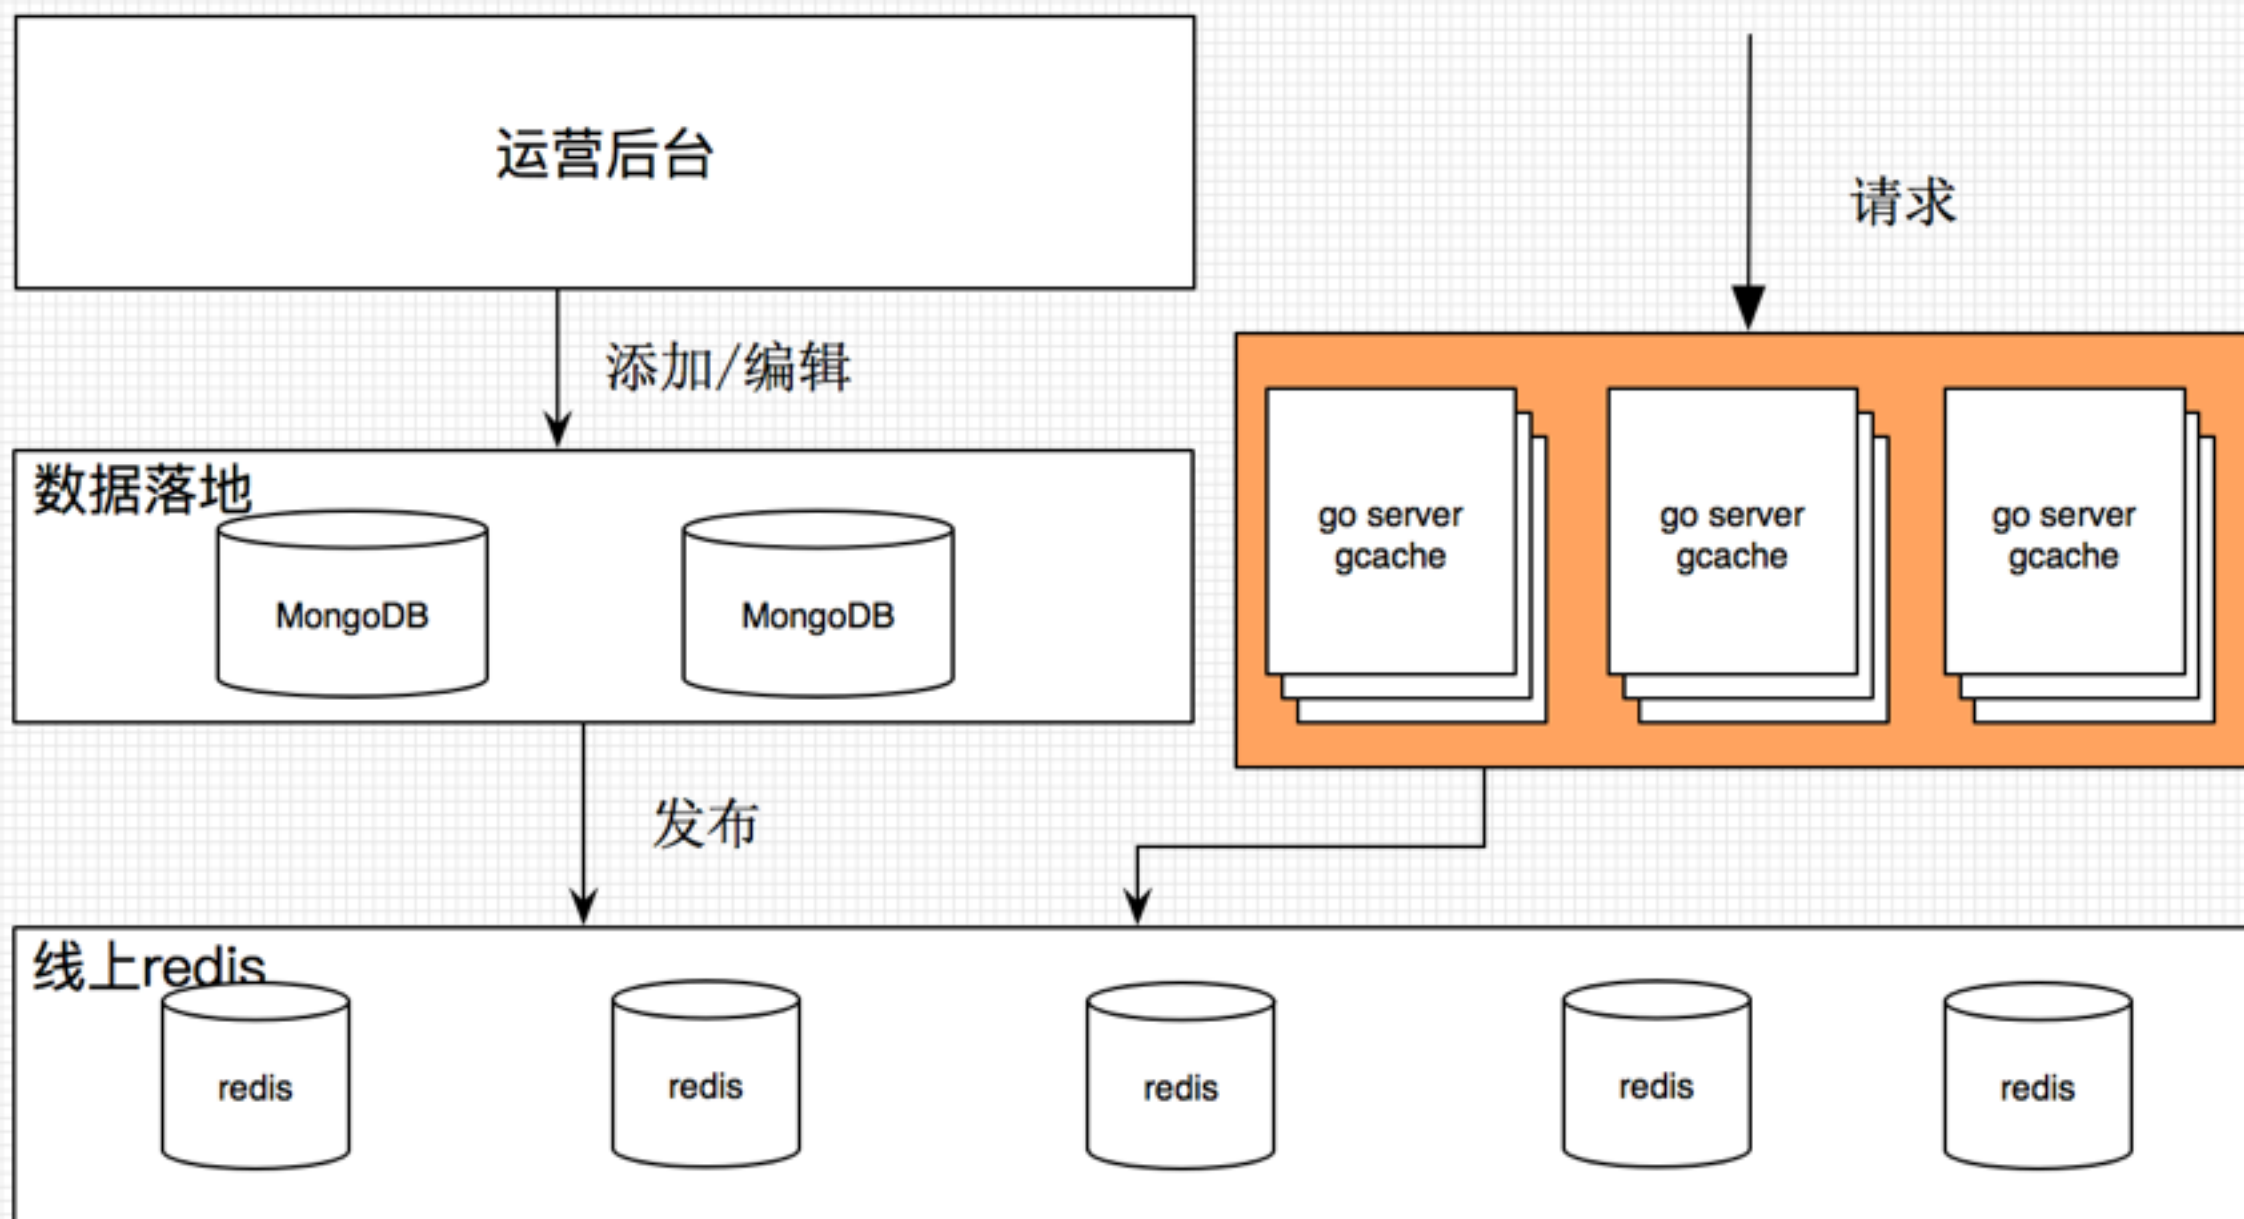 运营后台
请求
添加/编辑
数据落地
MongoDB
MongoDB
go server
gcache
go server
gcache
go server
gcache
发布
线上redis
redis
redis
redis
redis
redis